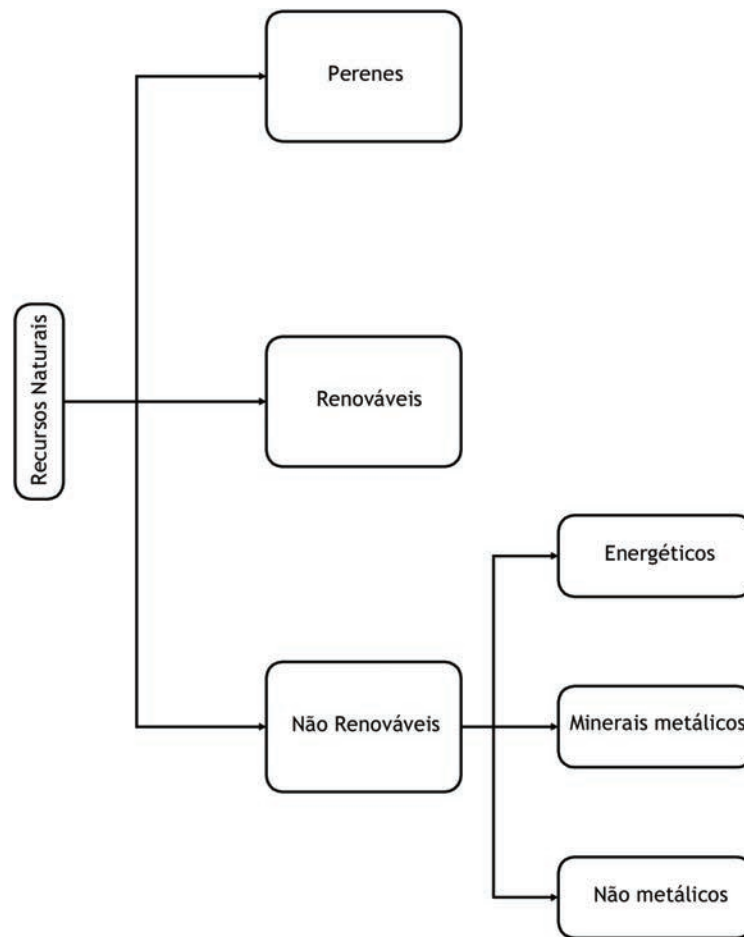 Recursos Naturais
Perenes
Renováveis
Não Renováveis
Energéticos
Minerais metálicos
Não metálicos